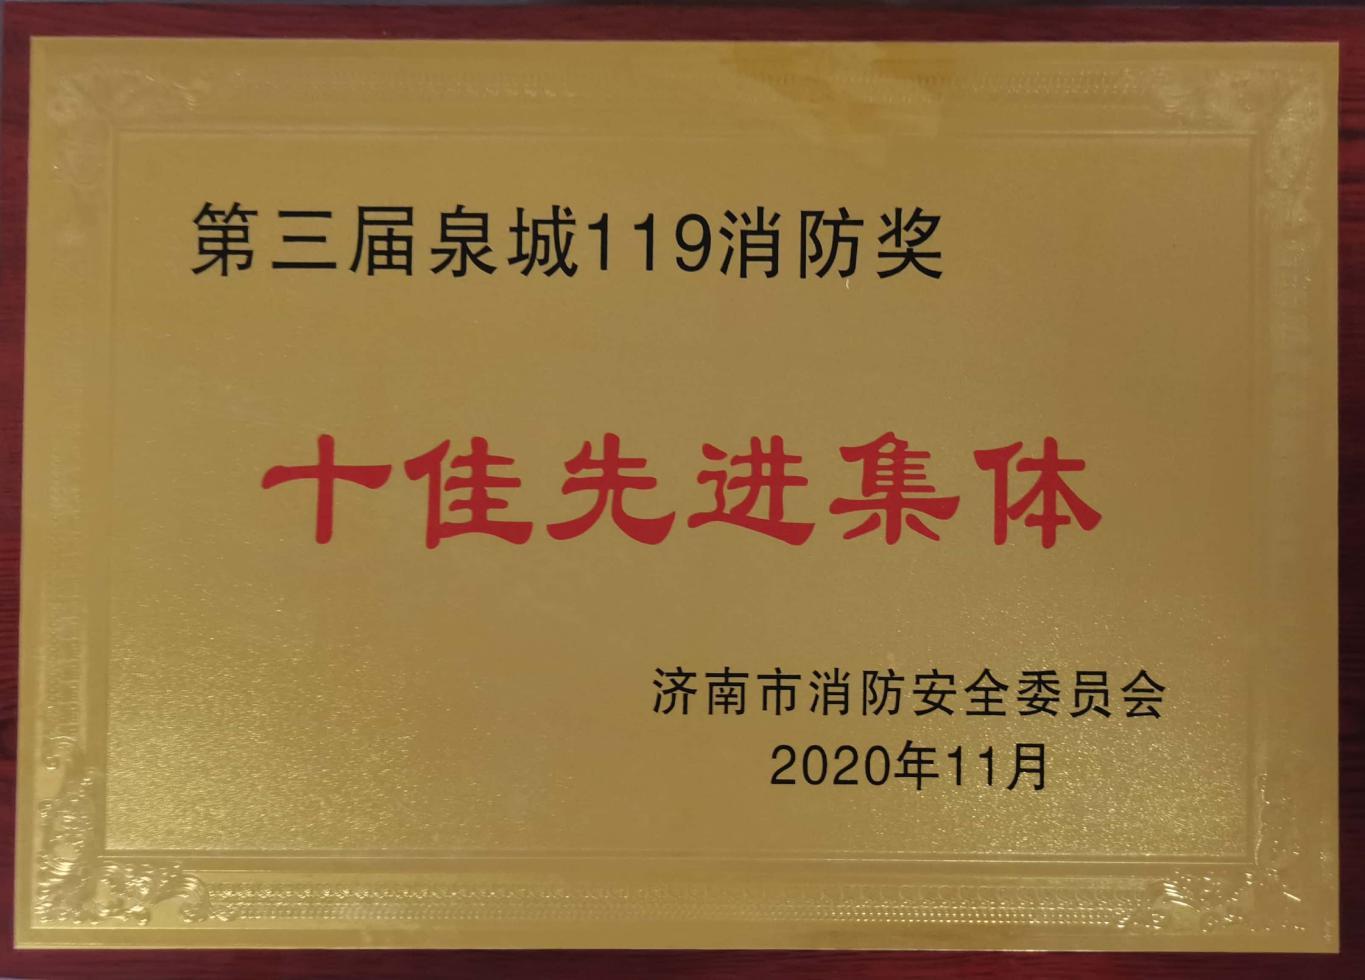 第三届泉城119消防奖
十佳先进集体
济南市消防安全委员会
2020年11月